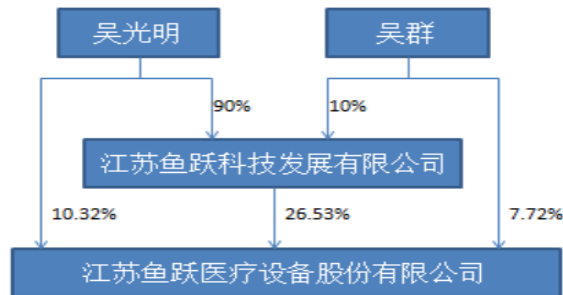 吴光明
吴群
90%
10%
江苏鱼跃科技发展有限公司
10.32%
26.53%
7.72%
江苏鱼跃医疗设备股份有限公司